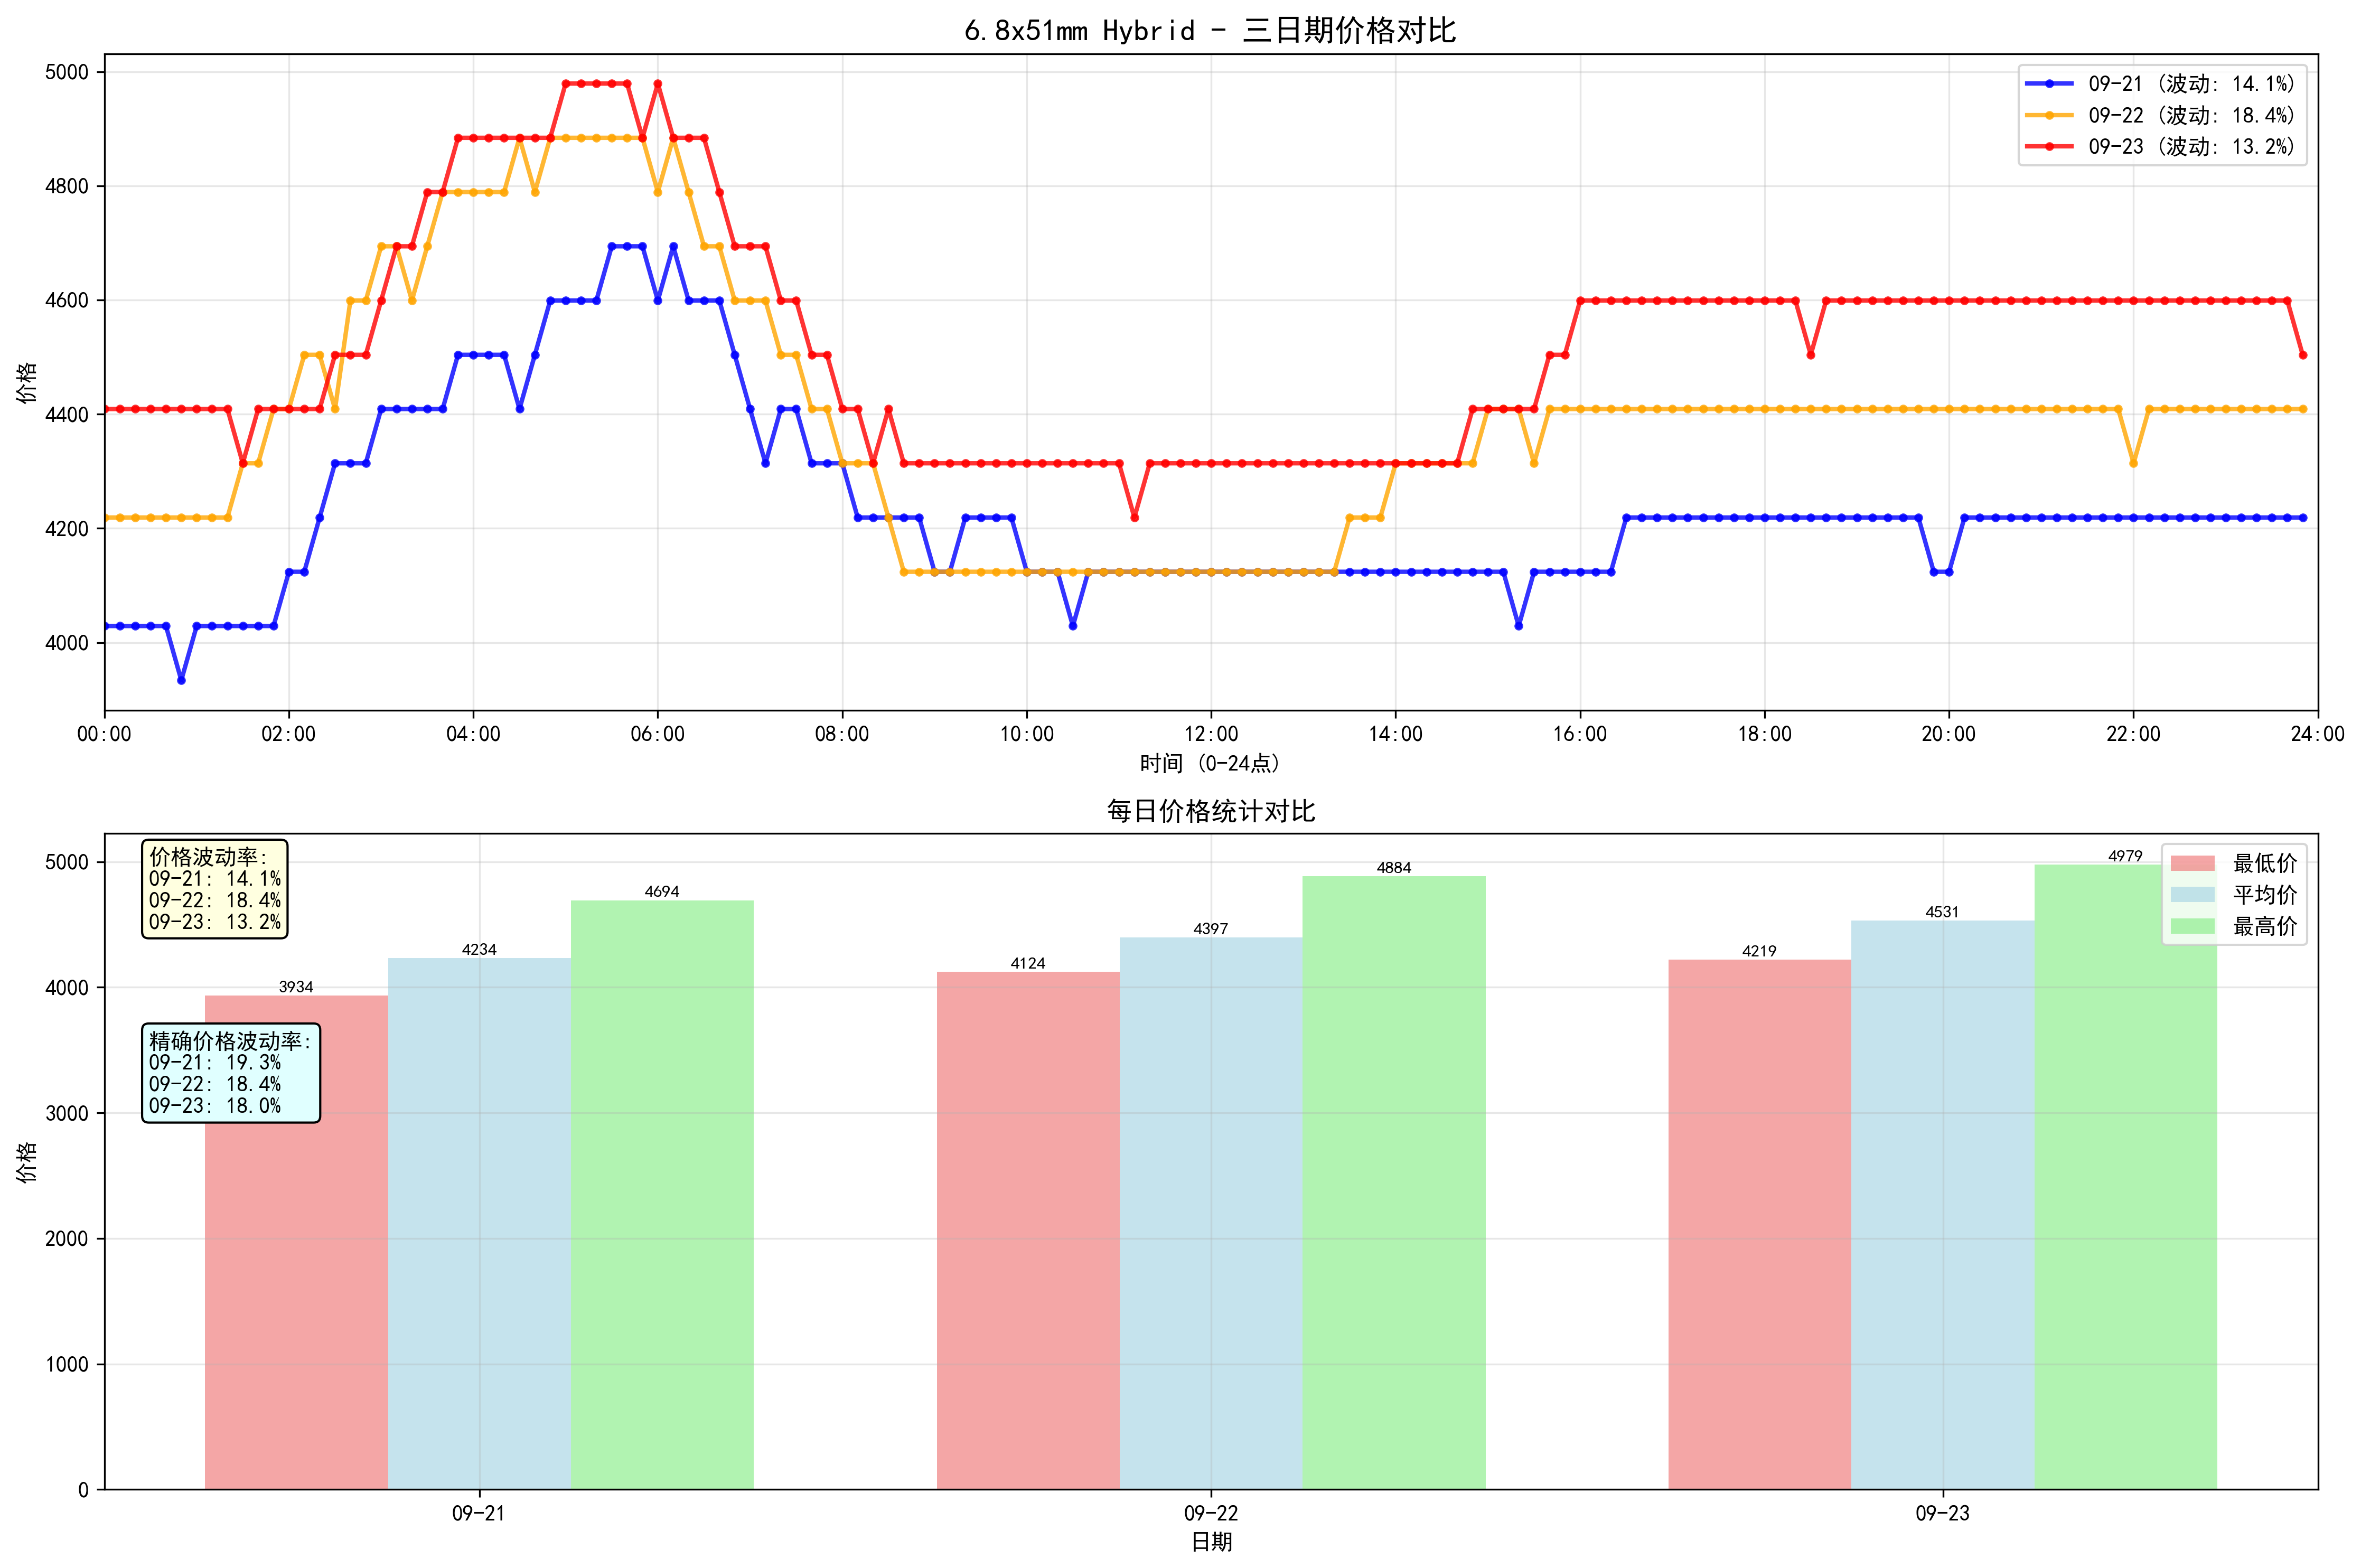 6.8x51mm Hybrid - 三日期价格对比
5000
4800
4600
4400
4200
4000
价格
09-21 (波动: 14.1%)
09-22 (波动: 18.4%)
09-23 (波动: 13.2%)
00:00 02:00 04:00 06:00 08:00 10:00 12:00 14:00 16:00 18:00 20:00 22:00 24:00
时间 (0-24点)
每日价格统计对比
5000
4000
3000
2000
1000
0
价格
价格波动率:
09-21: 14.1%
09-22: 18.4%
09-23: 13.2%
精确价格波动率:
09-21: 19.3%
09-22: 18.4%
09-23: 18.0%
3934 4234 4694 4124 4397 4884 4219 4531 4979
最低价
平均价
最高价
09-21 09-22 09-23
日期